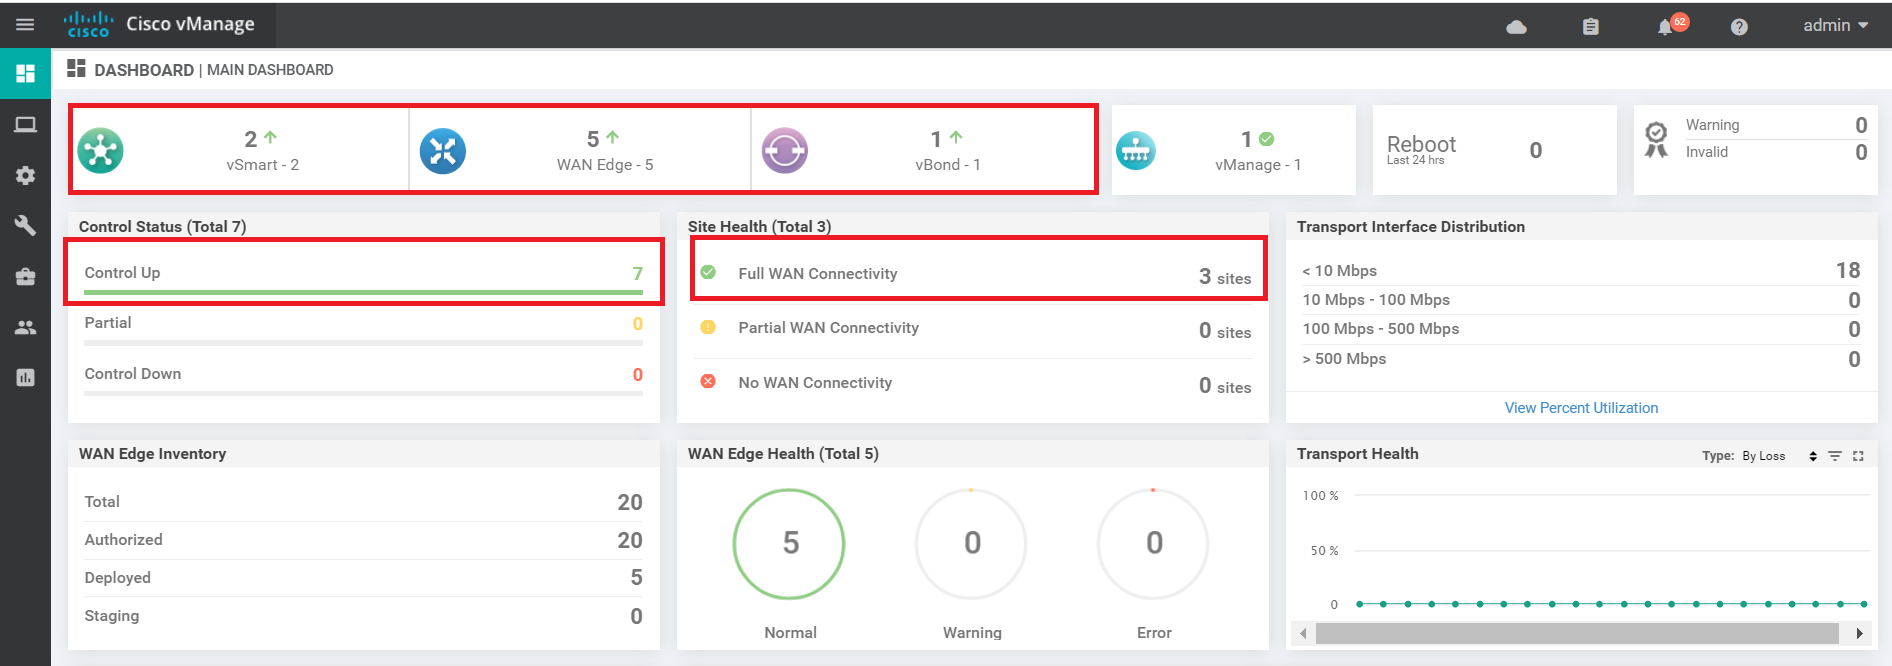 cisco Cisco vManage 62 admin
DASHBOARD | MAIN DASHBOARD
2
vSmart - 2
5
WAN Edge - 5
1
vBond - 1
1
vManage - 1
Reboot
Last 24 hrs
0
Warning 0
Invalid 0
Control Status (Total 7)
Control Up 7
Partial 0
Control Down 0
Site Health (Total 3)
Full WAN Connectivity 3 sites
Partial WAN Connectivity 0 sites
No WAN Connectivity 0 sites
Transport Interface Distribution
< 10 Mbps 18
10 Mbps - 100 Mbps 0
100 Mbps - 500 Mbps 0
> 500 Mbps 0
View Percent Utilization
WAN Edge Inventory
Total 20
Authorized 20
Deployed 5
Staging 0
WAN Edge Health (Total 5)
5 0 0
Normal Warning Error
Transport Health Type: By Loss
100 %
50 %
0